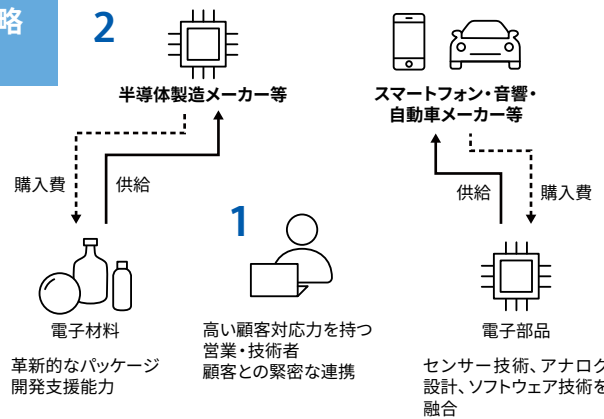 略
2
半導体製造メーカー等
スマートフォン・音響・
自動車メーカー等
購入費
供給
供給
購入費
1
電子材料
革新的なパッケージ
開発支援能力
高い顧客対応力を持つ
営業・技術者
顧客との緊密な連携
電子部品
センサー技術、アナログ
設計、ソフトウェア技術を
融合